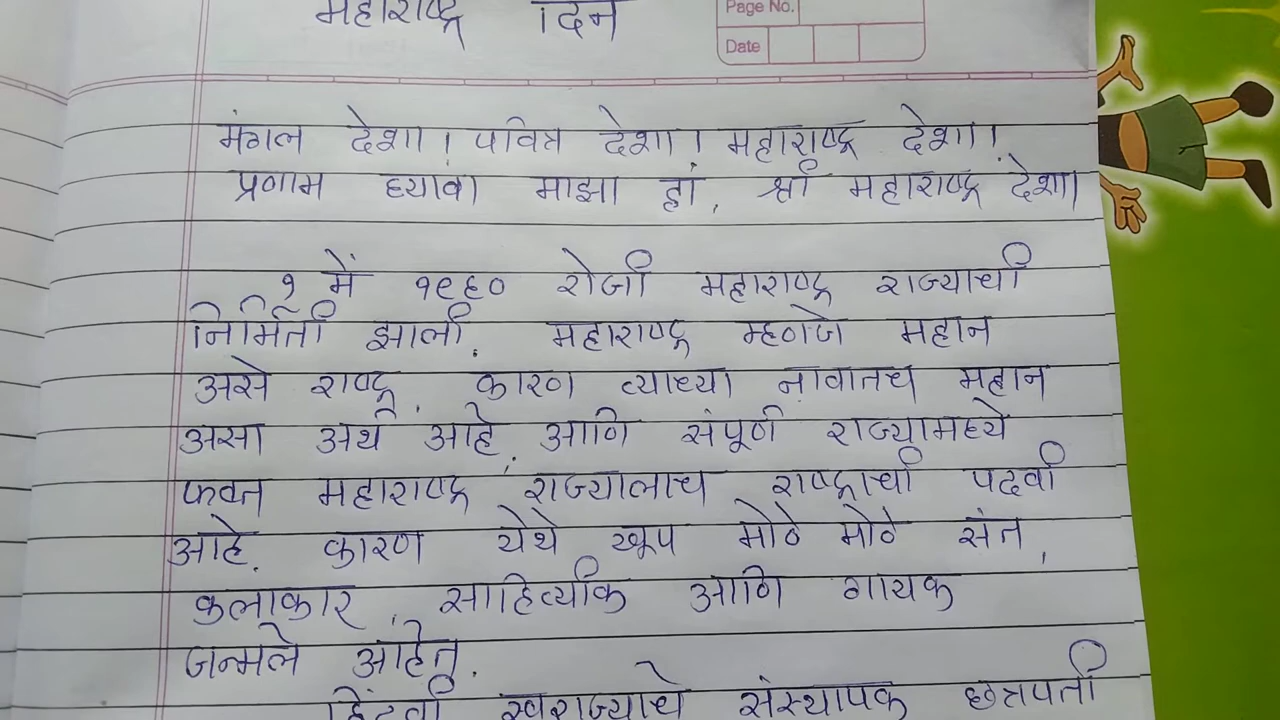 महाराष्ट्र दिन
Page No.
Date
मंगल देशा। पवित्र देशा। महाराष्ट्र देशा।
प्रणाम घ्यावा माझा हा, श्री महाराष्ट्र देशा।
१ में १९६० रोजी महाराष्ट्र राज्याची
निर्मिती झाली. महाराष्ट्र म्हणजे महान
असे राष्ट्र, कारण त्याच्या नावातच महान
असा अर्थ आहे. आणि संपूर्ण राज्यामध्ये
फक्त महाराष्ट्र राज्यालाच राष्ट्राची पदवी
आहे. कारण येथे खूप मोठे मोठे संत,
कलाकार, साहित्यीक आणि गायक
जन्मले आहेत.
हिंदवी स्वराज्याचे संस्थापक छत्रपती